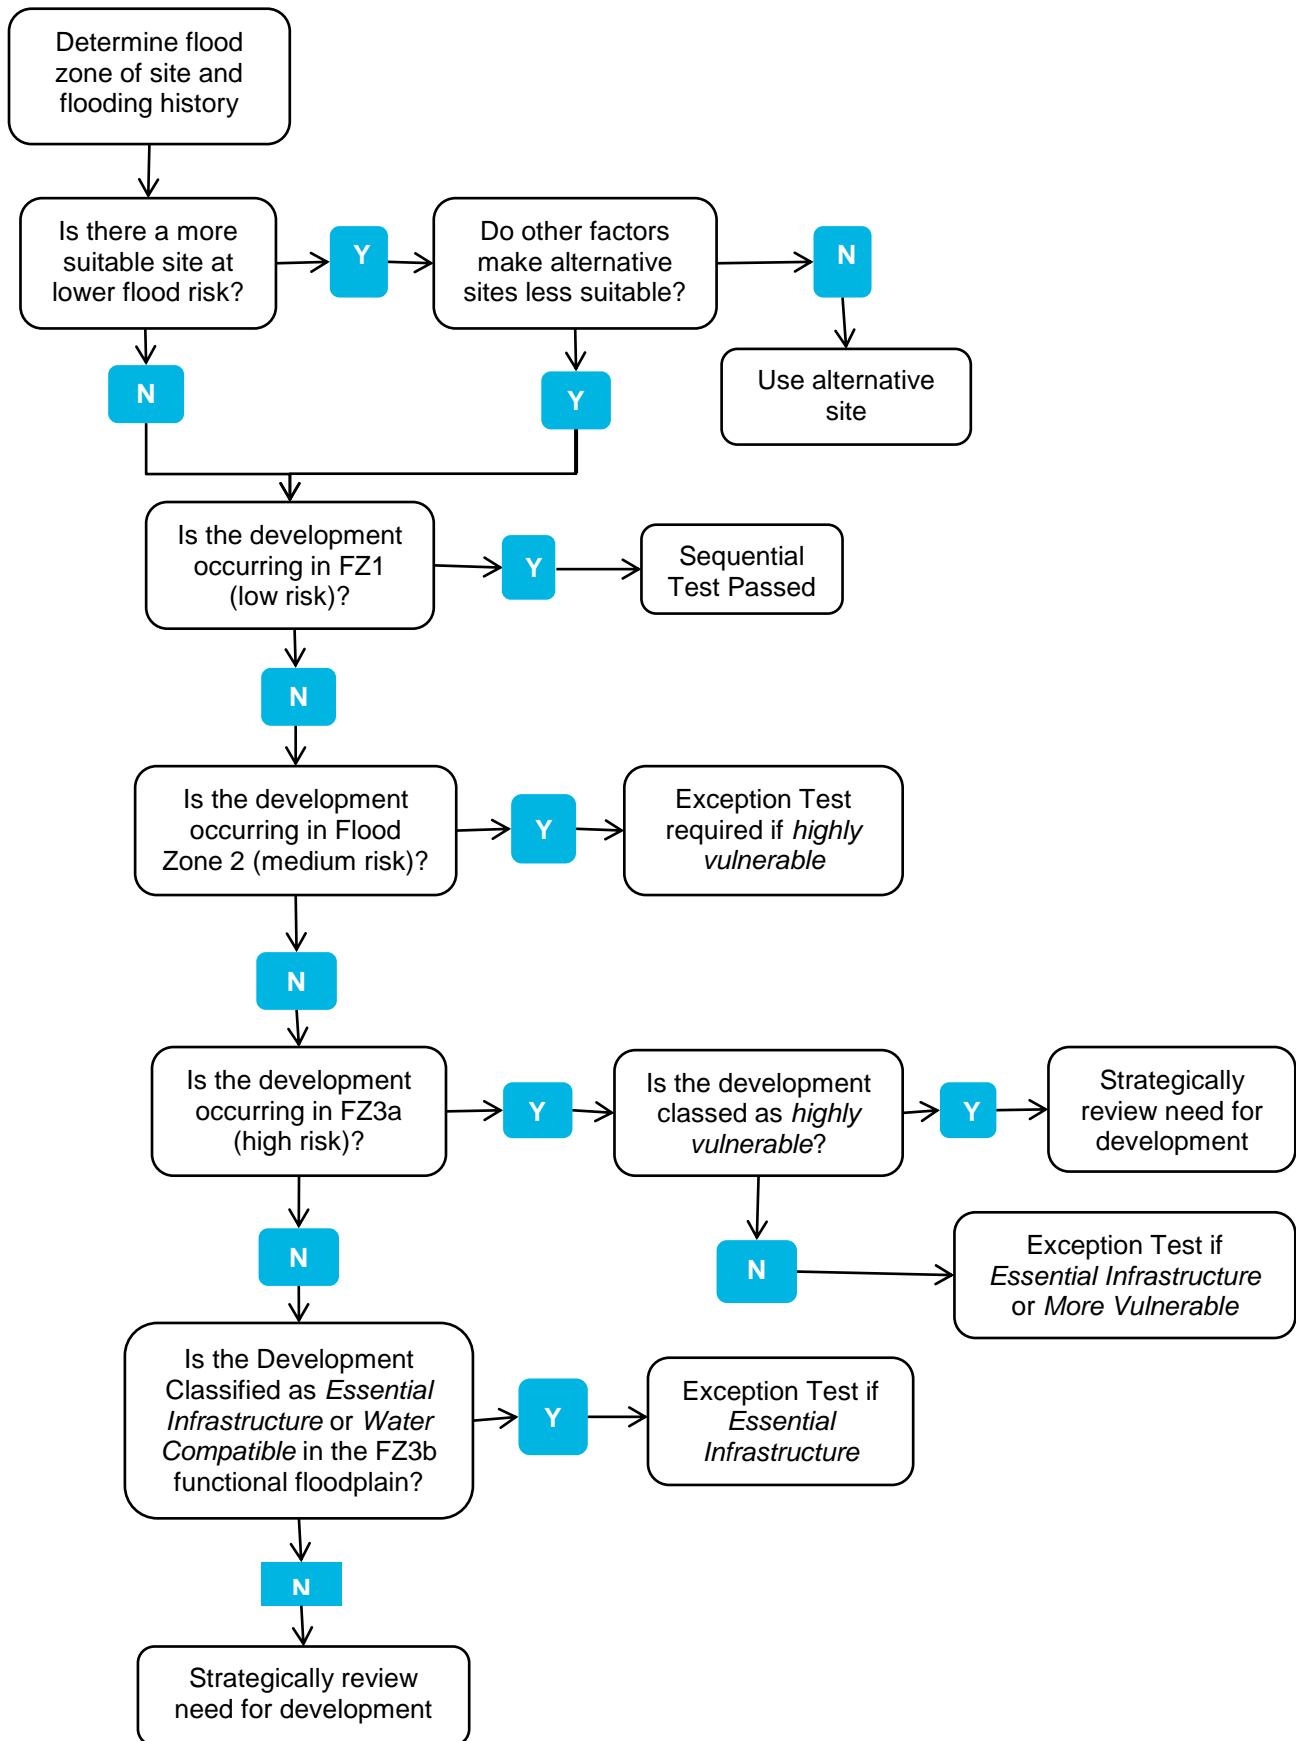 Determine flood
zone of site and
flooding history
Is there a more
suitable site at
lower flood risk?
Y
Do other factors
make alternative
sites less suitable?
N
N
Y
Use alternative
site
Is the development
occurring in FZ1
(low risk)?
Y
Sequential
Test Passed
N
Is the development
occurring in Flood
Zone 2 (medium risk)?
Y
Exception Test
required if highly
vulnerable
N
Is the development
occurring in FZ3a
(high risk)?
Y
Is the development
classed as highly
vulnerable?
Y
Strategically
review need for
development
N
N
Exception Test if
Essential Infrastructure
or More Vulnerable
Is the Development
Classified as Essential
Infrastructure or Water
Compatible in the FZ3b
functional floodplain?
Y
Exception Test if
Essential
Infrastructure
N
Strategically review
need for development